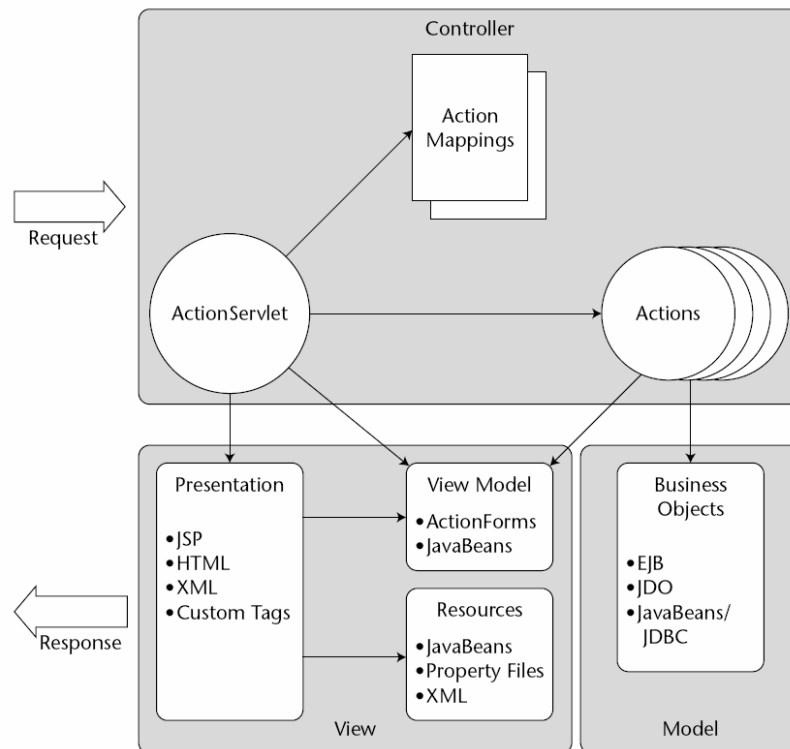 Controller
Action
Mappings
Request
ActionServlet
Actions
Presentation
•JSP
•HTML
•XML
•Custom Tags
View Model
•ActionForms
•JavaBeans
Business
Objects
•EJB
•JDO
•JavaBeans/
JDBC
Resources
•JavaBeans
•Property Files
•XML
Response
View
Model